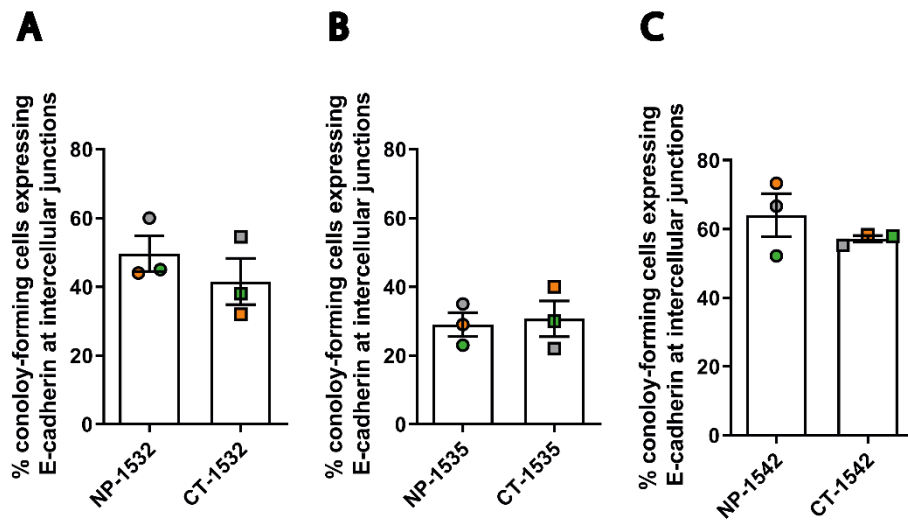 A
% conoloy-forming cells expressing
E-cadherin at intercellular junctions
80
60
40
20
0
NP-1532
CT-1532
B
% conoloy-forming cells expressing
E-cadherin at intercellular junctions
80
60
40
20
0
NP-1535
CT-1535
C
% conoloy-forming cells expressing
E-cadherin at intercellular junctions
80
60
40
20
0
NP-1542
CT-1542